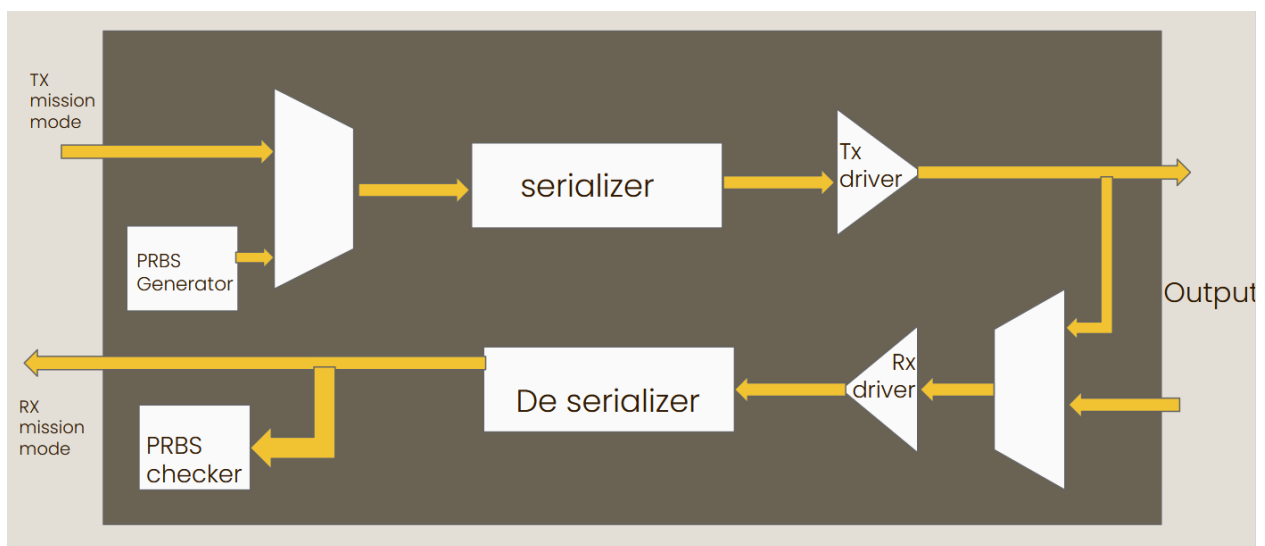 TX
mission
mode
PRBS
Generator
serializer
Tx
driver
Output
RX
mission
mode
PRBS
checker
De serializer
Rx
driver